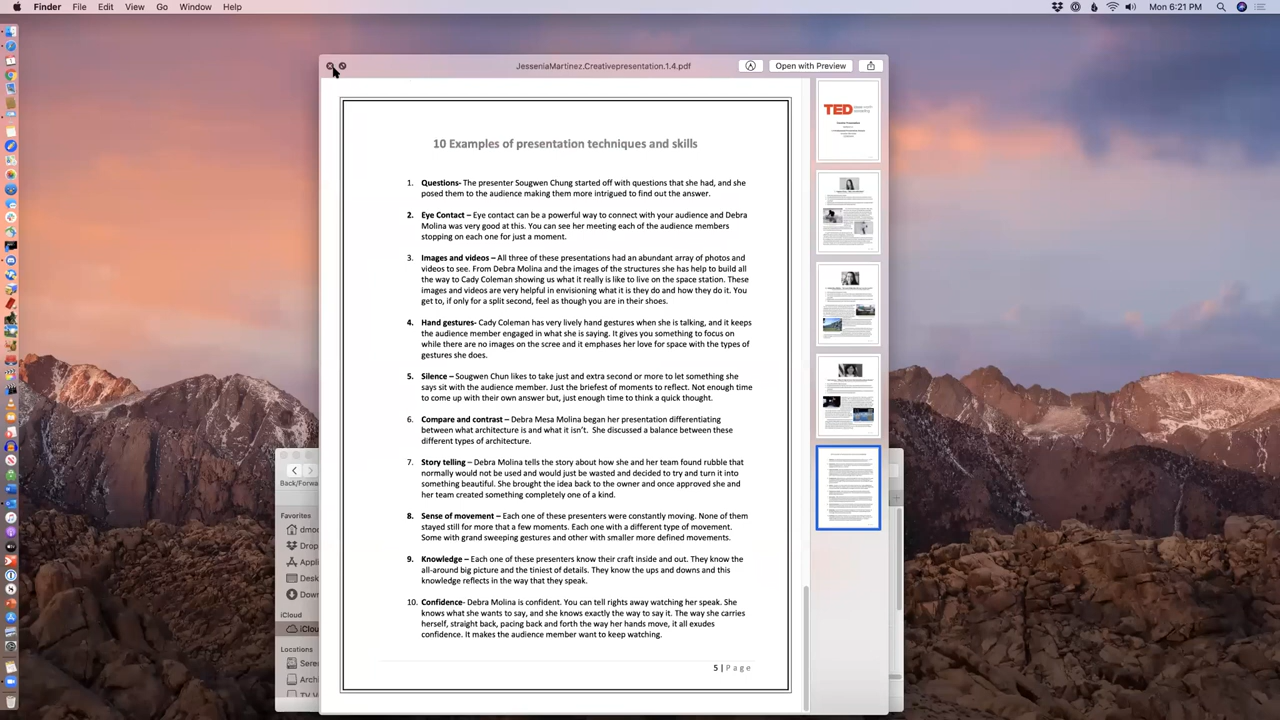 Finder File Edit View Go Window Help
Mon 6:21 PM
JesseniaMartinez.Creativepresentation.1.4.pdf
Open with Preview
TED
10 Examples of presentation techniques and skills
1. Questions- The presenter Sougwen Chung started off with questions that she had, and she
posed them to the audience making them more intrigued to find out the answer.
2. Eye Contact – Eye contact can be a powerful way to connect with your audience and Debra
Molina was very good at this. You can see her meeting each of the audience members
stopping on each one for just a moment.
3. Images and videos – All three of these presentations had an abundant array of photos and
videos to see. From Debra Molina and the images of the structures she has help to build all
the way to Cady Coleman showing us what it really is like to live on the space station. These
images and videos are very helpful in envisioning what it is they do and how they do it. You
get to, if only for a split second, feel as though you are in their shoes.
4. Hand gestures- Cady Coleman has very lively hand gestures when she is talking, and it keeps
the audience member engaged in what she is saying. It gives you something to focus on
while there are no images on the scree and it emphases her love for space with the types of
gestures she does.
5. Silence – Sougwen Chun likes to take just and extra second or more to let something she
says sit with the audience member. Just the briefest of moments to reflect. Not enough time
to come up with their own answer but, just enough time to think a quick thought.
6. Compare and contrast – Debra Mesa Molina began her presentation differentiating
between what architecture is and what it isn't. She discussed a balance between these
different types of architecture.
7. Story telling – Debra Molina tells the story about how she and her team found rubble that
normally would not be used and would just be wasted and decided to try and turn it into
something beautiful. She brought the idea back to the owner and once approved she and
her team created something completely one of a kind.
8. Sense of movement – Each one of these presenters were constantly moving. None of them
stayed still for more that a few moments. Each one with a different type of movement.
Some with grand sweeping gestures and other with smaller more defined movements.
9. Knowledge – Each one of these presenters know their craft inside and out. They know the
all-around big picture and the tiniest of details. They know the ups and downs and this
knowledge reflects in the way that they speak.
10. Confidence- Debra Molina is confident. You can tell rights away watching her speak. She
knows what she wants to say, and she knows exactly the way to say it. The way she carries
herself, straight back, pacing back and forth the way her hands move, it all exudes
confidence. It makes the audience member want to keep watching.
5 | Page
Back/Forwa
Favorites
dmoc
Drop
Appli
Desk
Down
iCloud
iClou
Locations
Sered
Archi
TV V